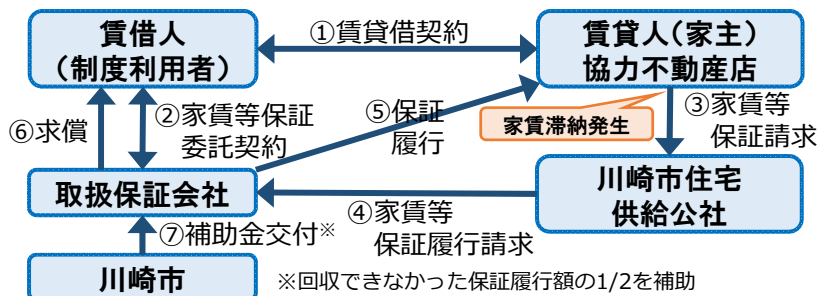 賃借人
（制度利用者）
①賃貸借契約
賃貸人（家主）
協力不動産店
⑥求償
②家賃等保証
委託契約
⑤保証
履行
家賃滞納発生
③家賃等
保証請求
取扱保証会社
④家賃等
保証履行請求
川崎市住宅
供給公社
⑦補助金交付※
川崎市
※回収できなかった保証履行額の1/2を補助